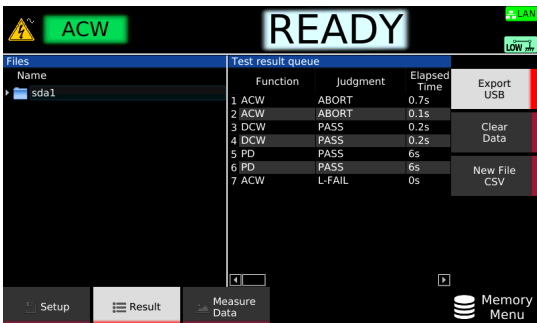 ACW
READY
LAN
LOW
Files
Test result queue
Name
sda1
Function Judgment Elapsed Time
1 ACW ABORT 0.7s
2 ACW ABORT 0.1s
3 DCW PASS 0.2s
4 DCW PASS 0.2s
5 PD PASS 6s
6 PD PASS 6s
7 ACW L-FAIL 0s
Export
USB
Clear
Data
New File
CSV
Setup
Result
Measure
Data
Memory
Menu